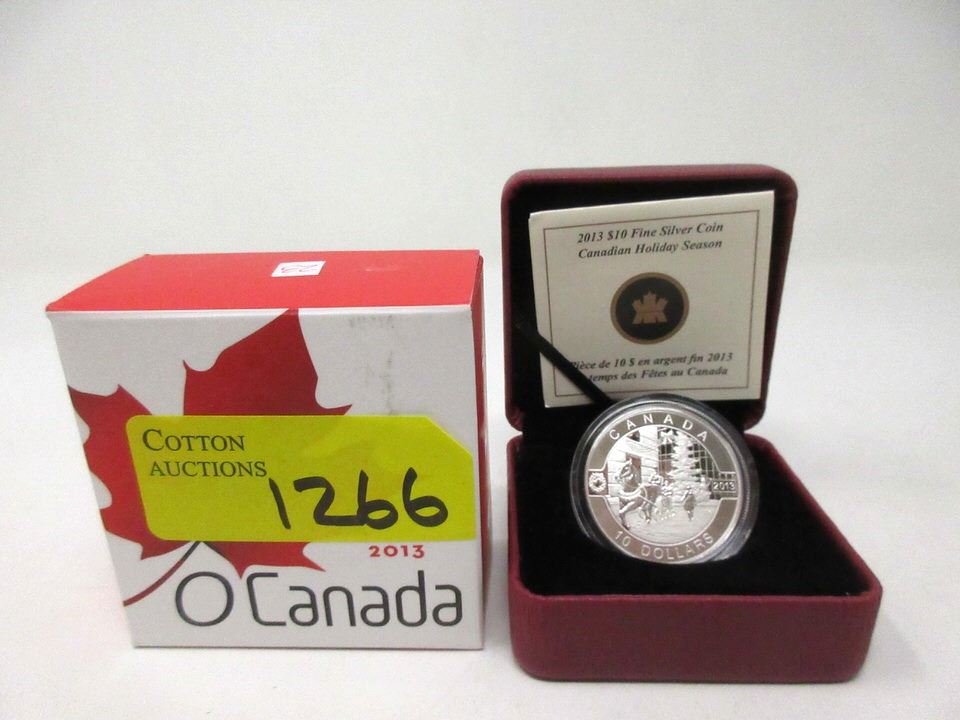 COTTON
AUCTIONS
1266
2013
O Canada
2013 $10 Fine Silver Coin
Canadian Holiday Season
Pièce de 10 $ en argent fin 2013
temps des Fêtes au Canada
CANADA
2013
10 DOLLARS